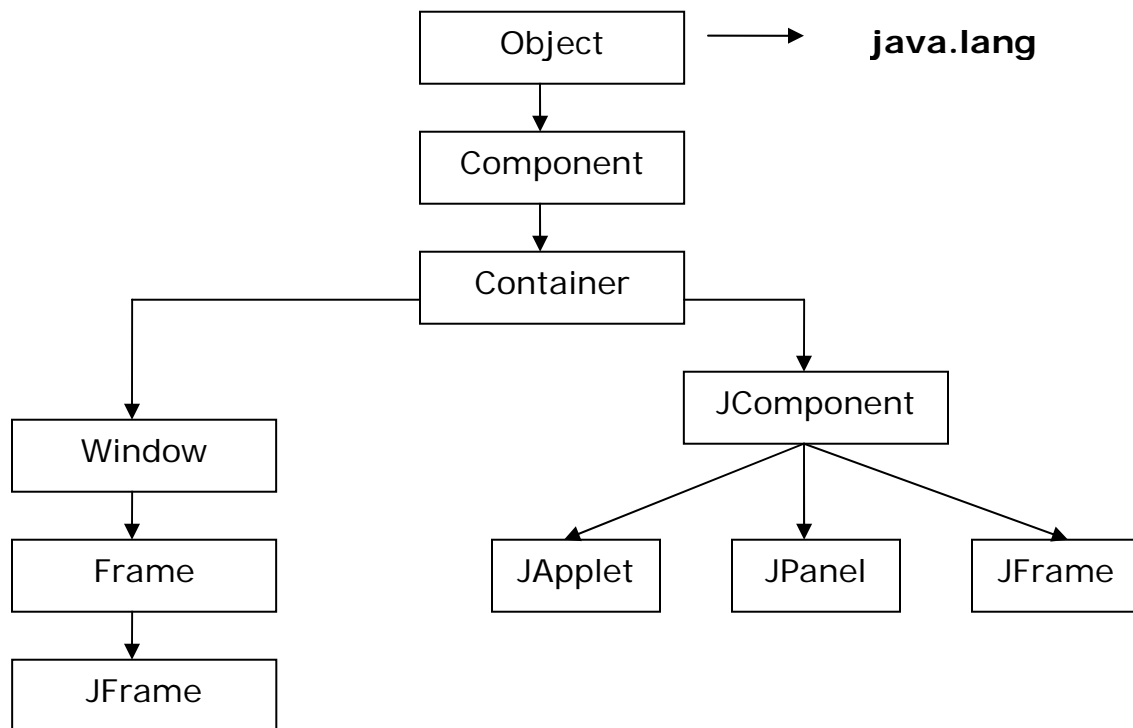 Object
java.lang
Component
Container
JComponent
Window
JApplet
JPanel
JFrame
Frame
JFrame